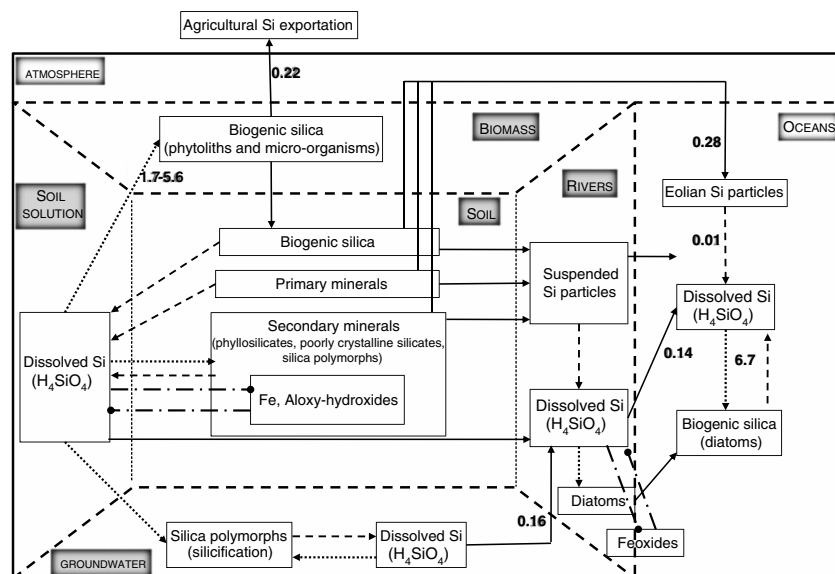 Agricultural Si exportation
0.22
ATMOSPHERE
Biogenic silica
(phytoliths and micro-organisms)
BIOMASS
OCEANS
0.28
1.7-5.6
SOIL
SOLUTION
SOIL
RIVERS
Eolian Si particles
Biogenic silica
0.01
Primary minerals
Suspended
Si particles
Dissolved Si
(H4SiO4)
Secondary minerals
(phyllosilicates, poorly crystalline silicates,
silica polymorphs)
Dissolved Si
(H4SiO4)
0.14
6.7
Fe, Aloxy-hydroxides
Dissolved Si
(H4SiO4)
Biogenic silica
(diatoms)
Diatoms
0.16
Silica polymorphs
(silicification)
Dissolved Si
(H4SiO4)
Feoxides
GROUNDWATER